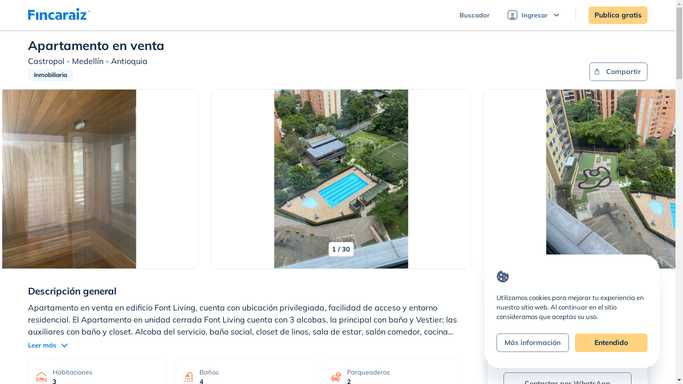 Fincaraiz
Buscador
Ingresar
Publica gratis
Apartamento en venta
Castropol - Medellín - Antioquia
Inmobiliaria
Compartir
1 / 30
Descripción general
Apartamento en venta en edificio Font Living, cuenta con ubicación privilegiada, facilidad de acceso y entorno
residencial. El Apartamento en unidad cerrada Font Living cuenta con 3 alcobas, la principal con baño y Vestier; las
auxiliares con baño y closet. Alcoba del servicio, baño social, closet de linos, sala de estar, salón comedor, cocina...
Leer más
Habitaciones
3
Baños
4
Parqueaderos
2
Utilizamos cookies para mejorar tu experiencia en
nuestro sitio web. Al continuar en el sitio
consideramos que aceptas su uso.
Más información
Entendido
Contactar por WhatsApp